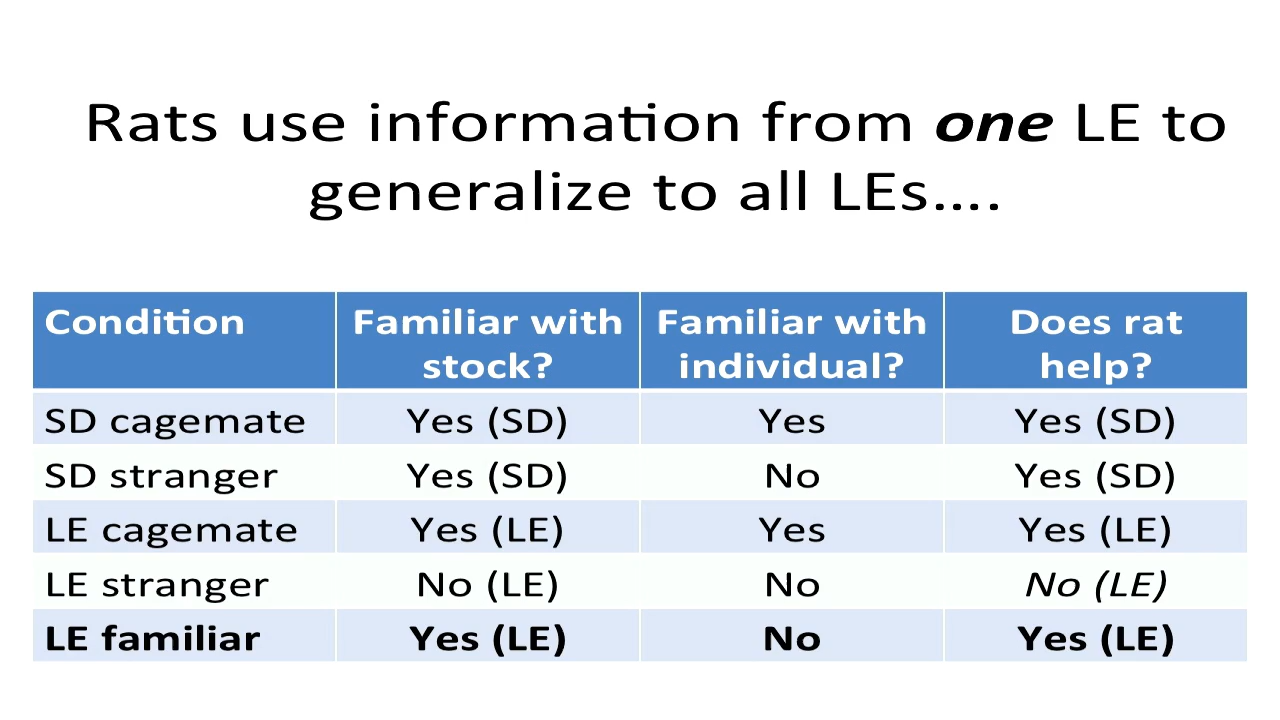 Rats use information from one LE to
generalize to all LEs....
Condition Familiar with stock? Familiar with individual? Does rat help?
SD cagemate Yes (SD) Yes Yes (SD)
SD stranger Yes (SD) No Yes (SD)
LE cagemate Yes (LE) Yes Yes (LE)
LE stranger No (LE) No No (LE)
LE familiar Yes (LE) No Yes (LE)